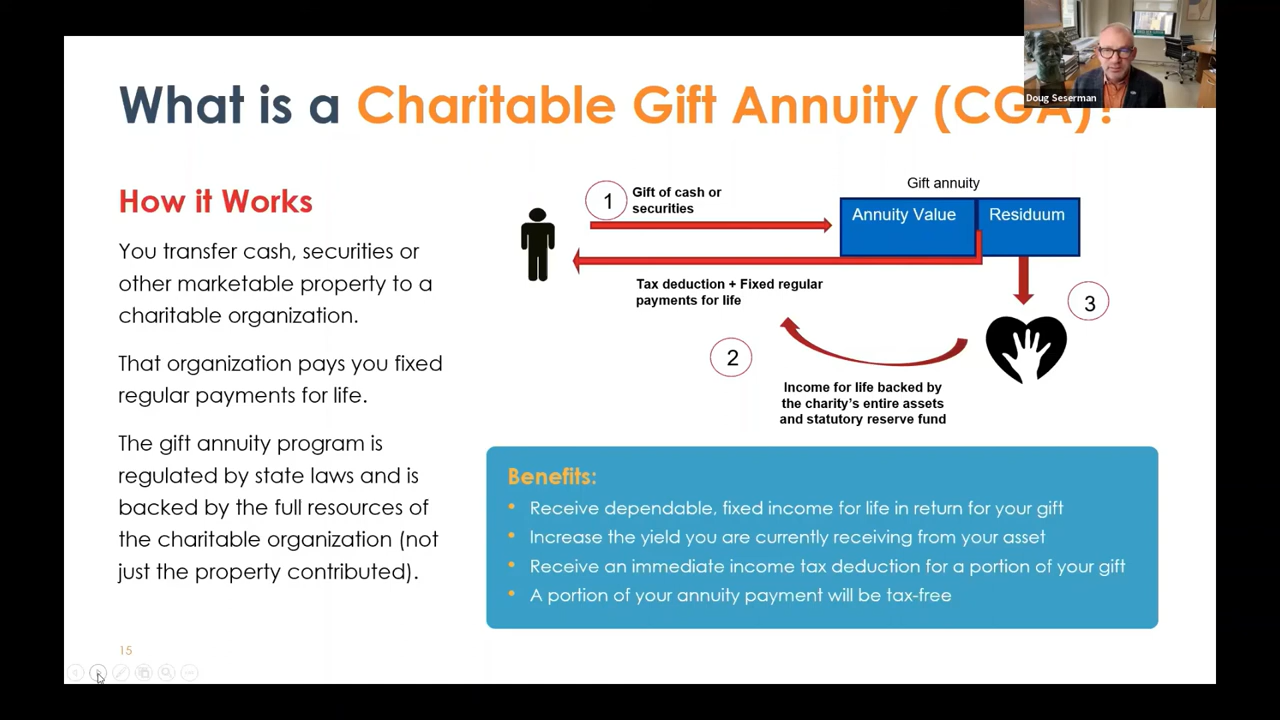 What is a Charitable Gift Annuity (CGA)?
Doug Seserman
How it Works
You transfer cash, securities or
other marketable property to a
charitable organization.
That organization pays you fixed
regular payments for life.
The gift annuity program is
regulated by state laws and is
backed by the full resources of
the charitable organization (not
just the property contributed).
1
Gift of cash or
securities
Gift annuity
Annuity Value
Residuum
Tax deduction + Fixed regular
payments for life
3
2
Income for life backed by
the charity's entire assets
and statutory reserve fund
Benefits:
• Receive dependable, fixed income for life in return for your gift
• Increase the yield you are currently receiving from your asset
• Receive an immediate income tax deduction for a portion of your gift
• A portion of your annuity payment will be tax-free
15